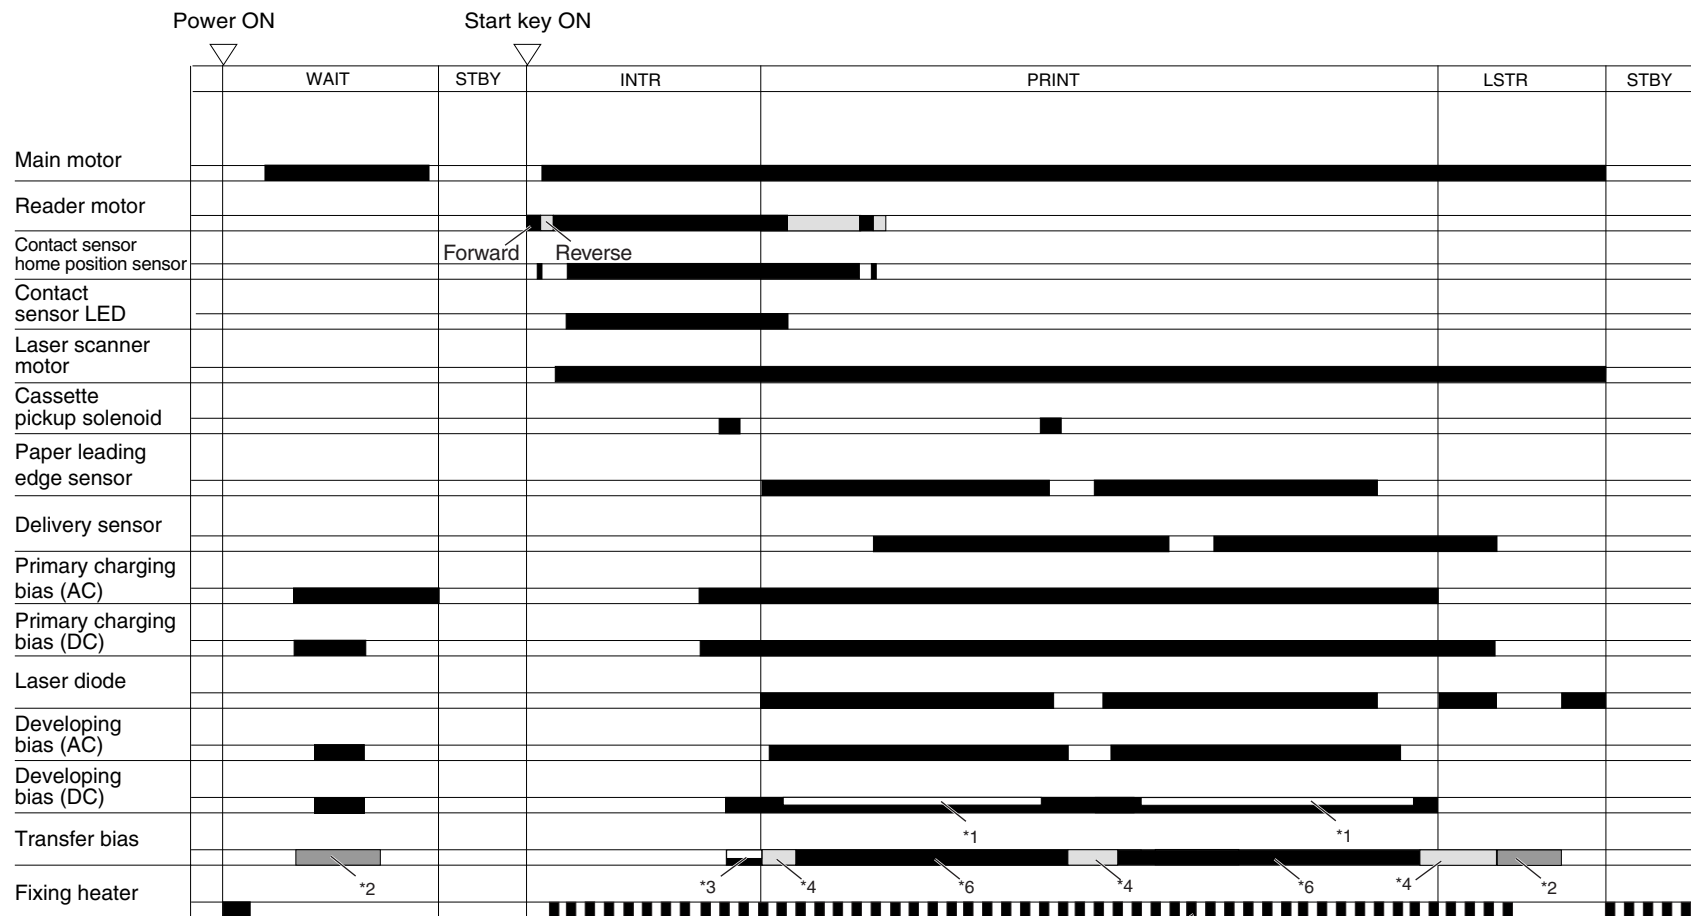 Power ON
Start key ON
WAIT
STBY
INTR
PRINT
LSTR
STBY
Main motor
Reader motor
Forward
Reverse
Contact sensor
home position sensor
Contact
sensor LED
Laser scanner
motor
Cassette
pickup solenoid
Paper leading
edge sensor
Delivery sensor
Primary charging
bias (AC)
Primary charging
bias (DC)
Laser diode
Developing
bias (AC)
Developing
bias (DC)
*1
*1
Transfer bias
*2
*3
*4
*6
*4
*6
*4
*2
Fixing heater